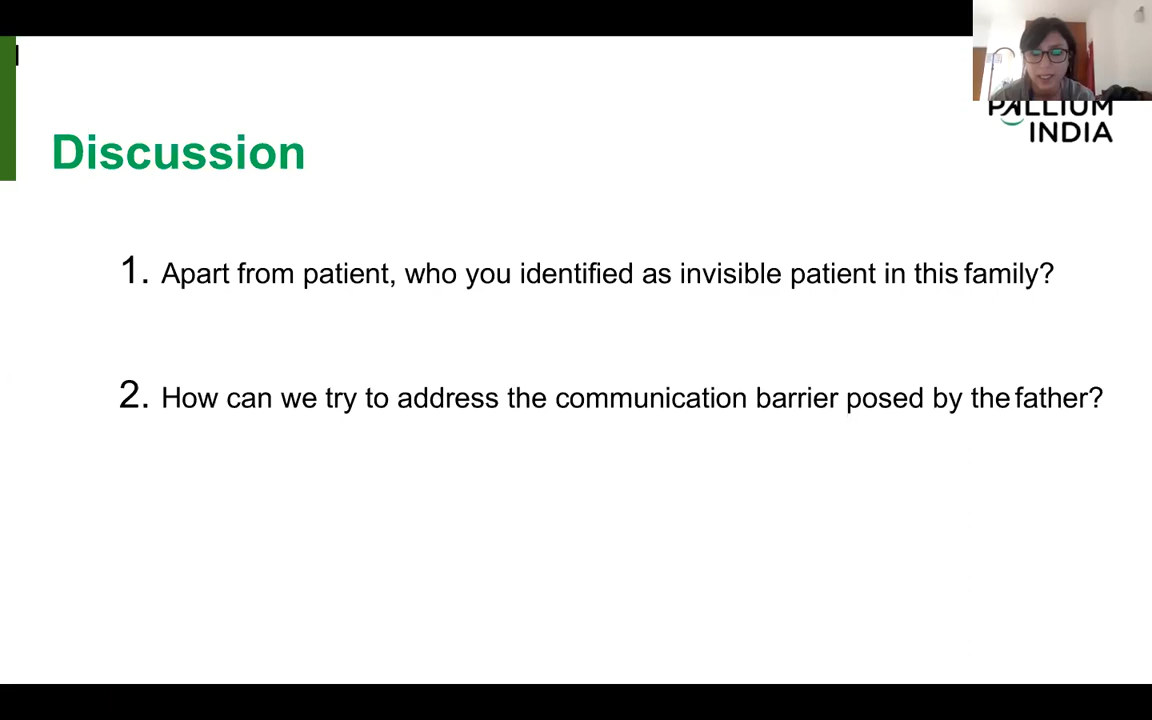 PALLIUM
INDIA
Discussion
1. Apart from patient, who you identified as invisible patient in this family?
2. How can we try to address the communication barrier posed by the father?